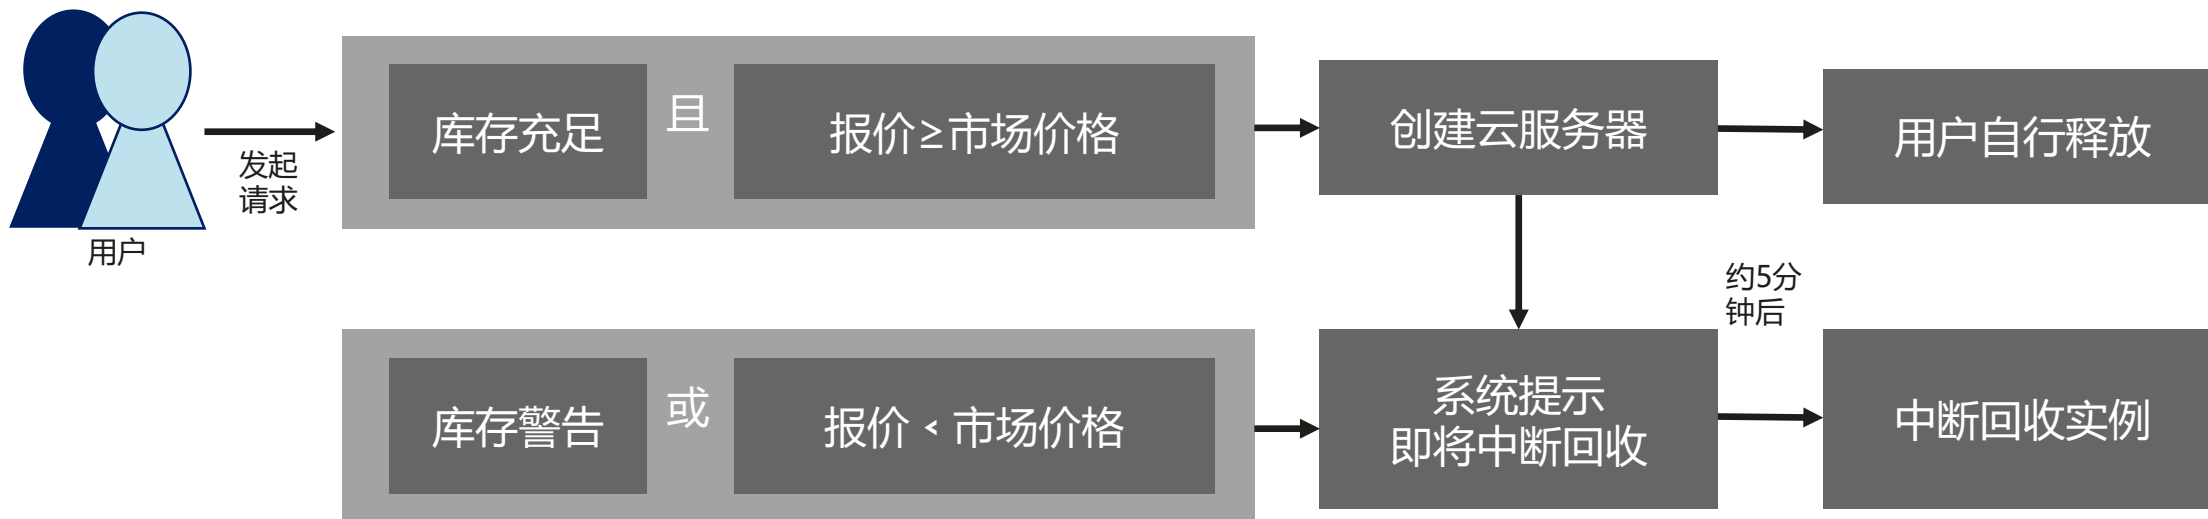 用户
发起
请求
库存充足
且
报价≥市场价格
创建云服务器
用户自行释放
库存警告
或
报价 < 市场价格
系统提示
即将中断回收
约5分
钟后
中断回收实例